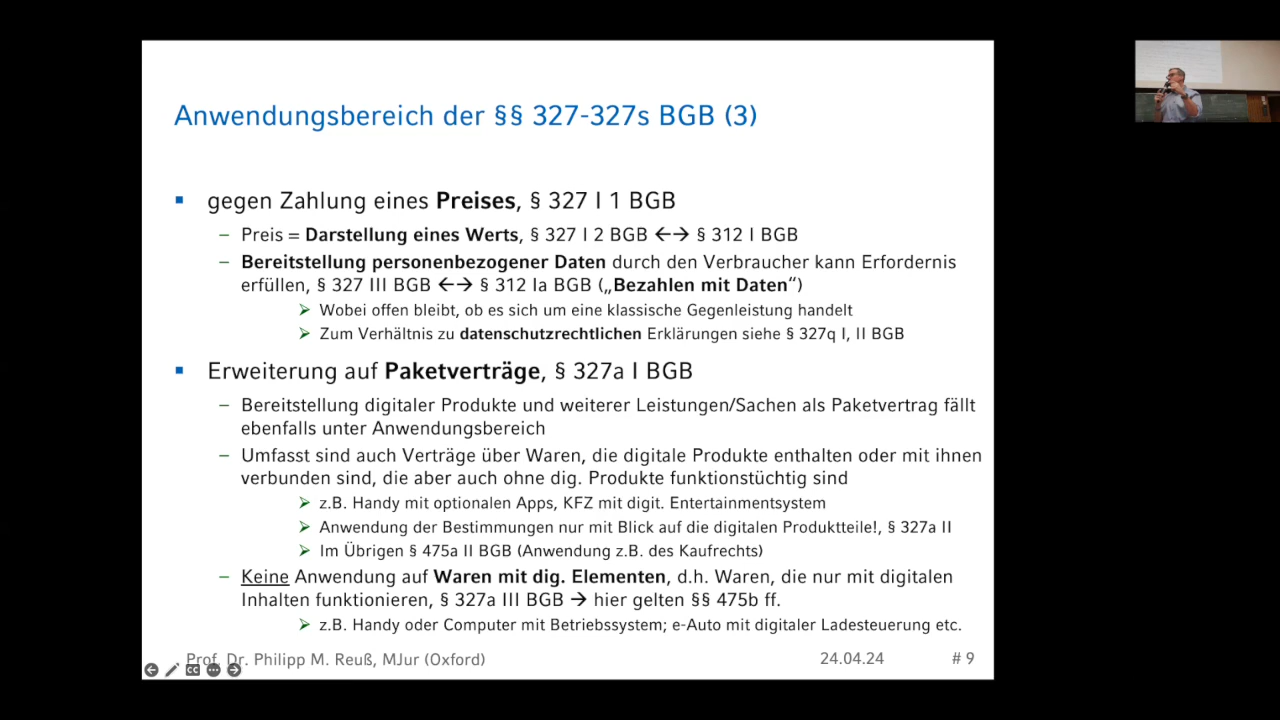 Anwendungsbereich der §§ 327-327s BGB (3)
▪ gegen Zahlung eines Preises, § 327 I 1 BGB
– Preis = Darstellung eines Werts, § 327 I 2 BGB ←→ § 312 I BGB
– Bereitstellung personenbezogener Daten durch den Verbraucher kann Erfordernis
erfüllen, § 327 III BGB ←→ § 312 Ia BGB („Bezahlen mit Daten“)
➢ Wobei offen bleibt, ob es sich um eine klassische Gegenleistung handelt
➢ Zum Verhältnis zu datenschutzrechtlichen Erklärungen siehe § 327q I, II BGB
▪ Erweiterung auf Paketverträge, § 327a I BGB
– Bereitstellung digitaler Produkte und weiterer Leistungen/Sachen als Paketvertrag fällt
ebenfalls unter Anwendungsbereich
– Umfasst sind auch Verträge über Waren, die digitale Produkte enthalten oder mit ihnen
verbunden sind, die aber auch ohne dig. Produkte funktionstüchtig sind
➢ z.B. Handy mit optionalen Apps, KFZ mit digit. Entertainmentsystem
➢ Anwendung der Bestimmungen nur mit Blick auf die digitalen Produktteile!, § 327a II
➢ Im Übrigen § 475a II BGB (Anwendung z.B. des Kaufrechts)
– Keine Anwendung auf Waren mit dig. Elementen, d.h. Waren, die nur mit digitalen
Inhalten funktionieren, § 327a III BGB → hier gelten §§ 475b ff.
➢ z.B. Handy oder Computer mit Betriebssystem; e-Auto mit digitaler Ladesteuerung etc.
Prof. Dr. Philipp M. Reuß, MJur (Oxford) 24.04.24 # 9
CC